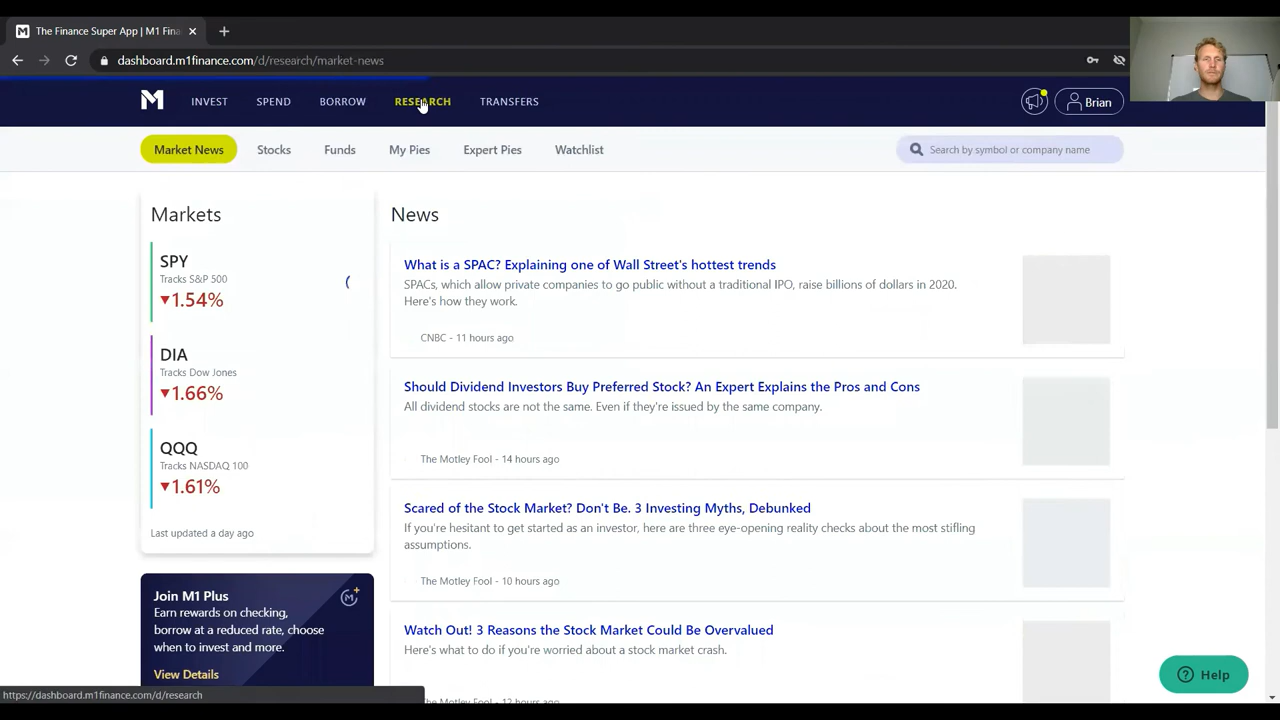 The Finance Super App | M1 Fina
dashboard.m1finance.com/d/research/market-news
M
INVEST
SPEND
BORROW
RESEARCH
TRANSFERS
Brian
Market News
Stocks
Funds
My Pies
Expert Pies
Watchlist
Search by symbol or company name
Markets
SPY
Tracks S&P 500
▼1.54%
DIA
Tracks Dow Jones
▼1.66%
QQQ
Tracks NASDAQ 100
▼1.61%
Last updated a day ago
Join M1 Plus
Earn rewards on checking,
borrow at a reduced rate, choose
when to invest and more.
View Details
News
What is a SPAC? Explaining one of Wall Street's hottest trends
SPACs, which allow private companies to go public without a traditional IPO, raise billions of dollars in 2020.
Here's how they work.
CNBC - 11 hours ago
Should Dividend Investors Buy Preferred Stock? An Expert Explains the Pros and Cons
All dividend stocks are not the same. Even if they're issued by the same company.
The Motley Fool - 14 hours ago
Scared of the Stock Market? Don't Be. 3 Investing Myths, Debunked
If you're hesitant to get started as an investor, here are three eye-opening reality checks about the most stifling
assumptions.
The Motley Fool - 10 hours ago
Watch Out! 3 Reasons the Stock Market Could Be Overvalued
Here's what to do if you're worried about a stock market crash.
The Motley Fool - 12 hours ago
Help
https://dashboard.m1finance.com/d/research